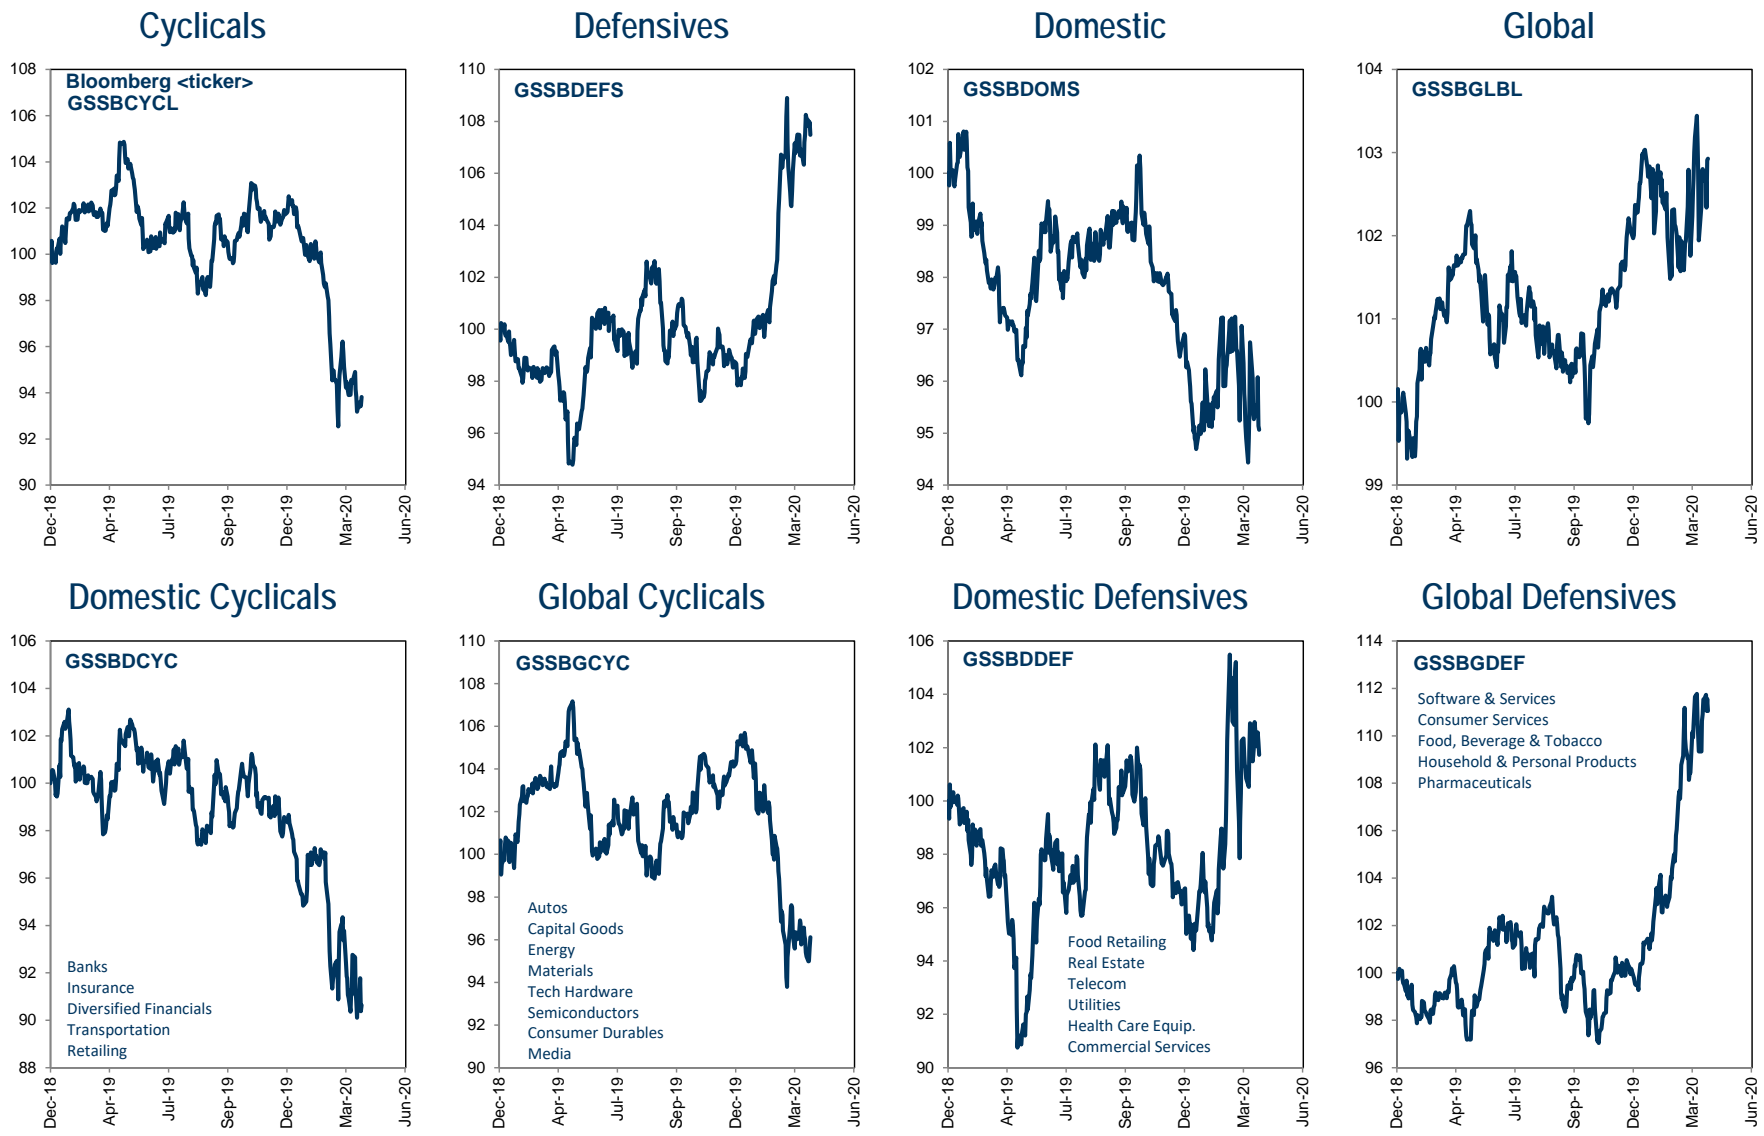 Cyclicals
108
106
104
102
100
98
96
94
92
90
Bloomberg <ticker>
GSSBCYCL
Dec-18
Apr-19
Jul-19
Sep-19
Dec-19
Mar-20
Jun-20
Defensives
110
108
106
104
102
100
98
96
94
GSSBDEFS
Dec-18
Apr-19
Jul-19
Sep-19
Dec-19
Mar-20
Jun-20
Domestic
102
101
100
99
98
97
96
95
94
GSSBDOMS
Dec-18
Apr-19
Jul-19
Sep-19
Dec-19
Mar-20
Jun-20
Global
104
103
102
101
100
99
GSSBGLBL
Dec-18
Apr-19
Jul-19
Sep-19
Dec-19
Mar-20
Jun-20
Domestic Cyclicals
106
104
102
100
98
96
94
92
90
88
GSSBDCYC
Banks
Insurance
Diversified Financials
Transportation
Retailing
Dec-18
Apr-19
Jul-19
Sep-19
Dec-19
Mar-20
Jun-20
Global Cyclicals
110
108
106
104
102
100
98
96
94
92
90
GSSBGCYC
Autos
Capital Goods
Energy
Materials
Tech Hardware
Semiconductors
Consumer Durables
Media
Dec-18
Apr-19
Jul-19
Sep-19
Dec-19
Mar-20
Jun-20
Domestic Defensives
106
104
102
100
98
96
94
92
90
GSSBDDEF
Food Retailing
Real Estate
Telecom
Utilities
Health Care Equip.
Commercial Services
Dec-18
Apr-19
Jul-19
Sep-19
Dec-19
Mar-20
Jun-20
Global Defensives
114
112
110
108
106
104
102
100
98
96
GSSBGDEF
Software & Services
Consumer Services
Food, Beverage & Tobacco
Household & Personal Products
Pharmaceuticals
Dec-18
Apr-19
Jul-19
Sep-19
Dec-19
Mar-20
Jun-20